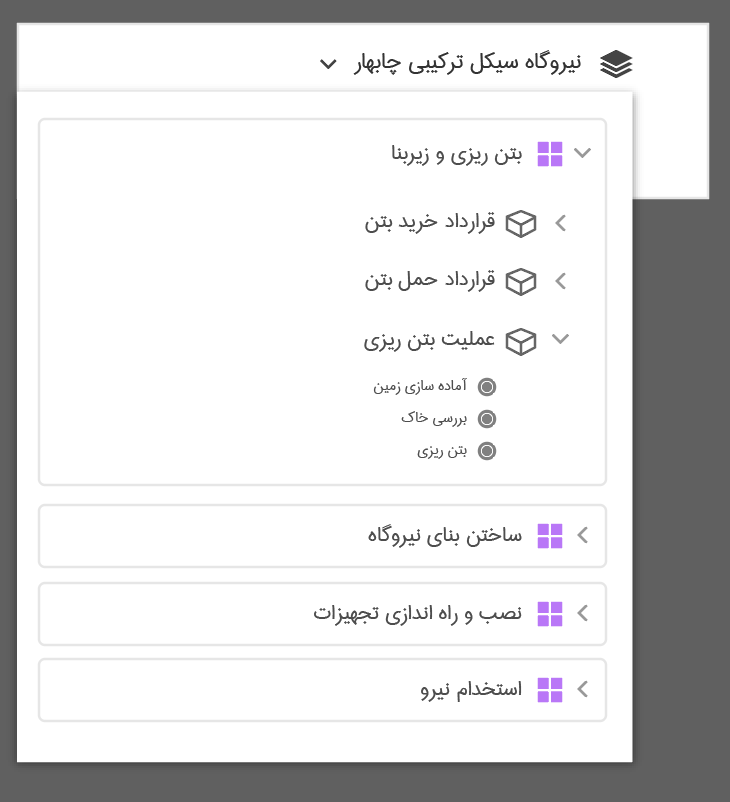 نیروگاه سیکل ترکیبی چابهار
بتن ریزی و زیربنا
قرارداد خرید بتن
قرارداد حمل بتن
عملیت بتن ریزی
آماده سازی زمین
بررسی خاک
بتن ریزی
ساختن بنای نیروگاه
نصب و راه اندازی تجهیزات
استخدام نیرو